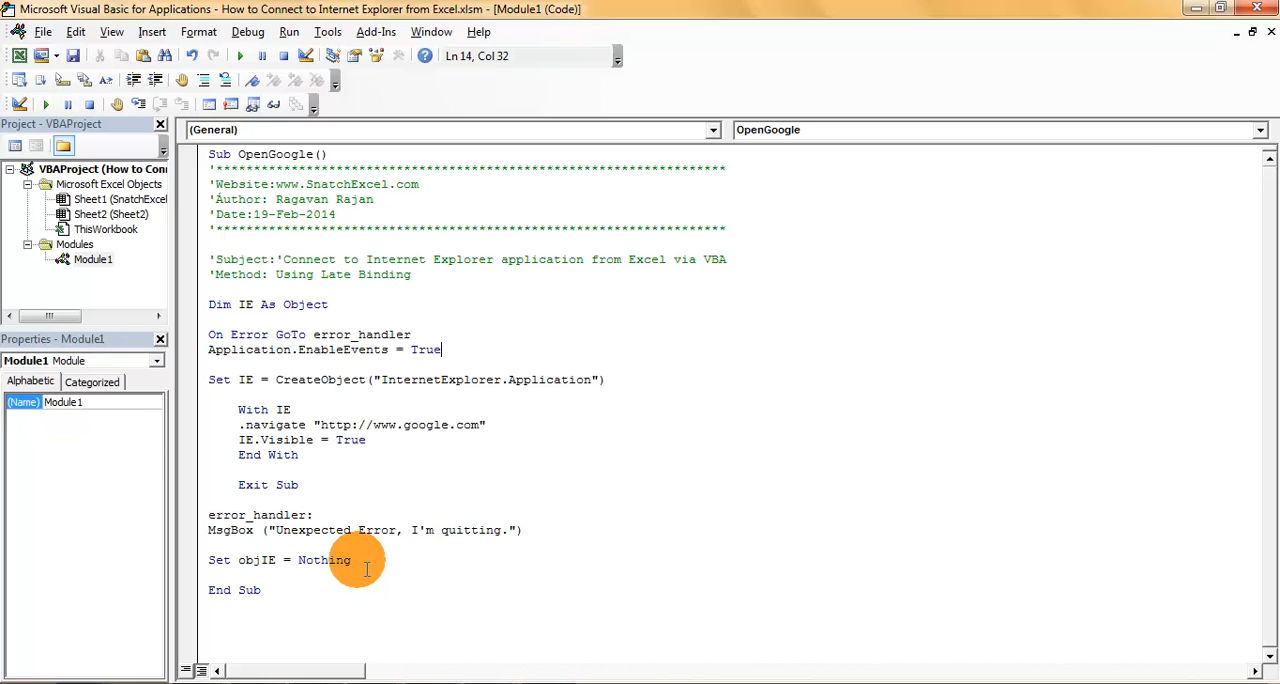 Microsoft Visual Basic for Applications - How to Connect to Internet Explorer from Excel.xlsm - [Module1 (Code)]
File Edit View Insert Format Debug Run Tools Add-Ins Window Help
Ln 14, Col 32
Project - VBAProject
(General)
OpenGoogle
VBAProject (How to Conn
Microsoft Excel Objects
Sheet1 (SnatchExcel
Sheet2 (Sheet2)
ThisWorkbook
Modules
Module1
Properties - Module1
Module1 Module
Alphabetic Categorized
(Name) Module1
Sub OpenGoogle()
'*********************************************************************
'Website:www.SnatchExcel.com
'Áuthor: Ragavan Rajan
'Date:19-Feb-2014
'*********************************************************************
'Subject:'Connect to Internet Explorer application from Excel via VBA
'Method: Using Late Binding
Dim IE As Object
On Error GoTo error_handler
Application.EnableEvents = True
Set IE = CreateObject("InternetExplorer.Application")
With IE
.navigate "http://www.google.com"
IE.Visible = True
End With
Exit Sub
error_handler:
MsgBox ("Unexpected Error, I'm quitting.")
Set objIE = Nothing
End Sub